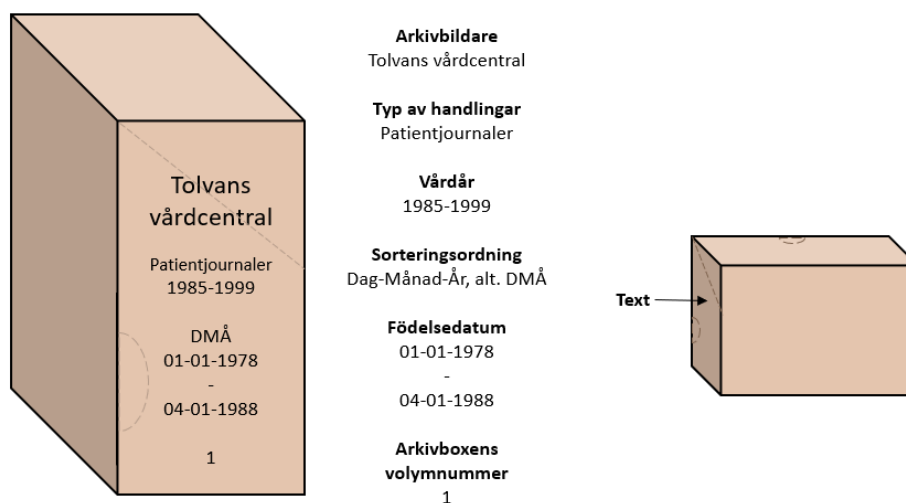 Tolvans
vårdcentral
Patientjournaler
1985-1999
DMÅ
01-01-1978
-
04-01-1988
1
Arkivbildare
Tolvans vårdcentral
Typ av handlingar
Patientjournaler
Vårdår
1985-1999
Sorteringsordning
Dag-Månad-År, alt. DMÅ
Födelsedatum
01-01-1978
-
04-01-1988
Arkivboxens
volymnummer
1
Text